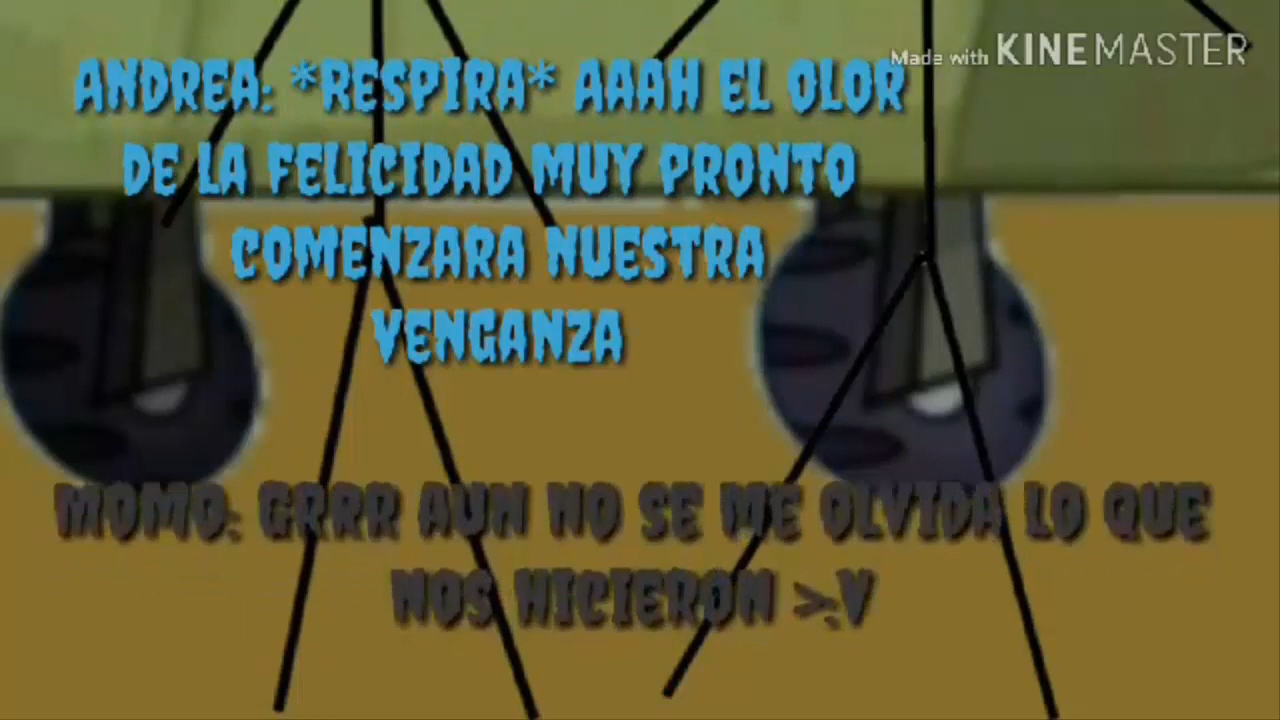 Made with KINEMASTER
ANDREA: *RESPIRA* AAAH EL OLOR
DE LA FELICIDAD MUY PRONTO
COMENZARA NUESTRA
VENGANZA
MOMO: GRRR AUN NO SE ME OLVIDA LO QUE
NOS HICIERON >:V